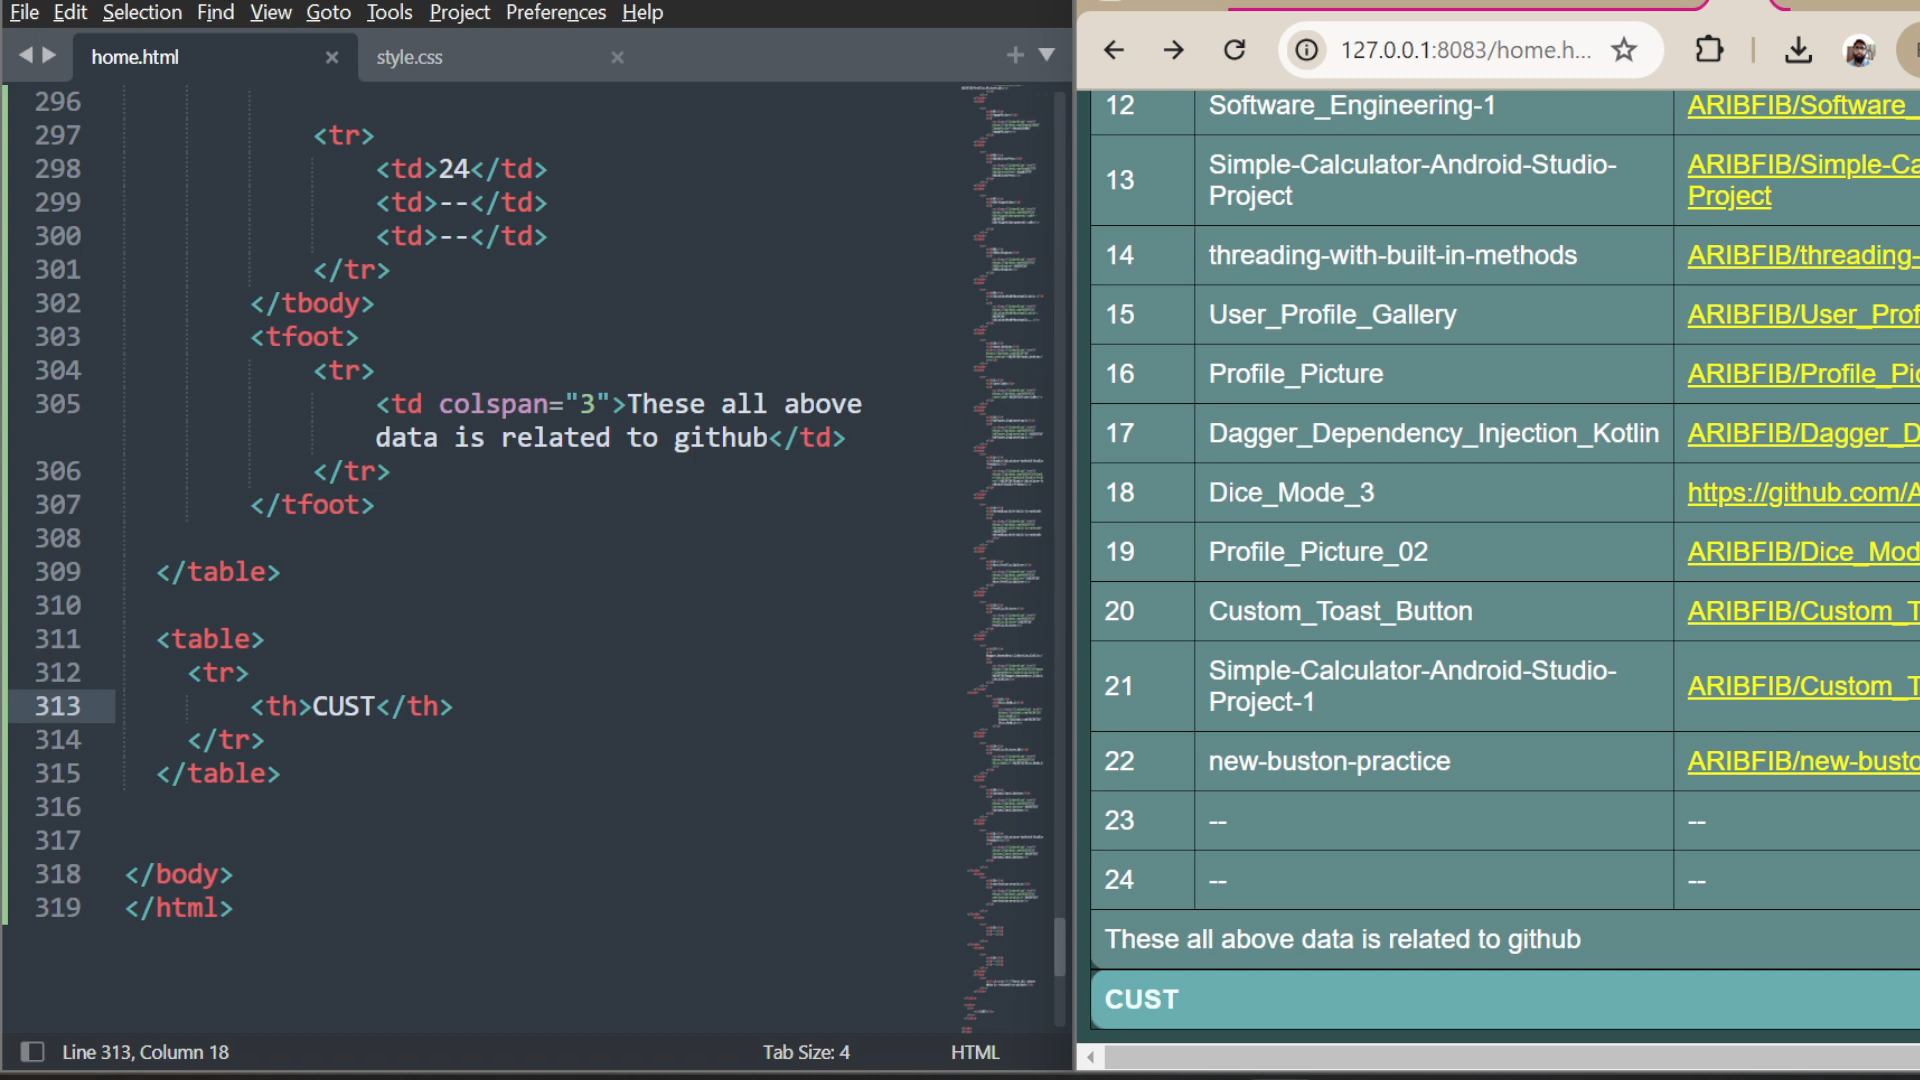 File Edit Selection Find View Goto Tools Project Preferences Help
home.html × style.css ×
127.0.0.1:8083/home.h...
296
297 <tr>
298 <td>24</td>
299 <td>--</td>
300 <td>--</td>
301 </tr>
302 </tbody>
303 <tfoot>
304 <tr>
305 <td colspan="3">These all above
data is related to github</td>
306 </tr>
307 </tfoot>
308
309 </table>
310
311 <table>
312 <tr>
313 <th>CUST</th>
314 </tr>
315 </table>
316
317
318 </body>
319 </html>
Line 313, Column 18 Tab Size: 4 HTML
12 Software_Engineering-1 ARIBFIB/Software_
13 Simple-Calculator-Android-Studio-
Project ARIBFIB/Simple-Ca
Project
14 threading-with-built-in-methods ARIBFIB/threading-
15 User_Profile_Gallery ARIBFIB/User_Prof
16 Profile_Picture ARIBFIB/Profile_Pic
17 Dagger_Dependency_Injection_Kotlin ARIBFIB/Dagger_D
18 Dice_Mode_3 https://github.com/A
19 Profile_Picture_02 ARIBFIB/Dice_Mod
20 Custom_Toast_Button ARIBFIB/Custom_T
21 Simple-Calculator-Android-Studio-
Project-1 ARIBFIB/Custom_T
22 new-buston-practice ARIBFIB/new-busto
23 -- --
24 -- --
These all above data is related to github
CUST